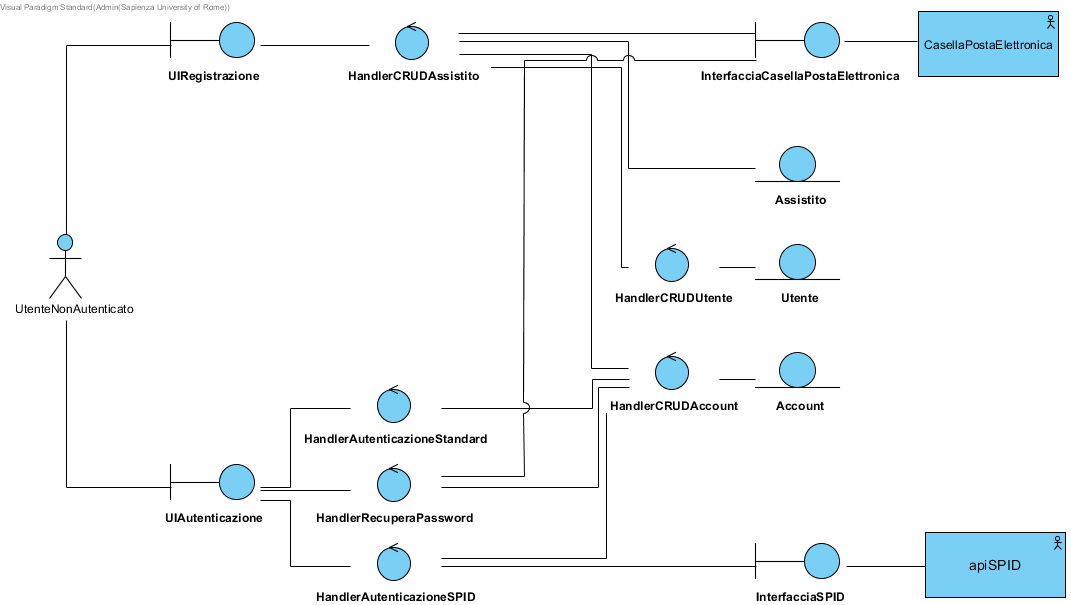 Visual Paradigm Standard(Admin(Sapienza University of Rome))
CasellaPostaElettronica
UIRegistrazione
HandlerCRUDAssistito
InterfacciaCasellaPostaElettronica
Assistito
UtenteNonAutenticato
HandlerCRUDUtente
Utente
HandlerCRUDAccount
Account
HandlerAutenticazioneStandard
UIAutenticazione
HandlerRecuperaPassword
apiSPID
HandlerAutenticazioneSPID
InterfacciaSPID